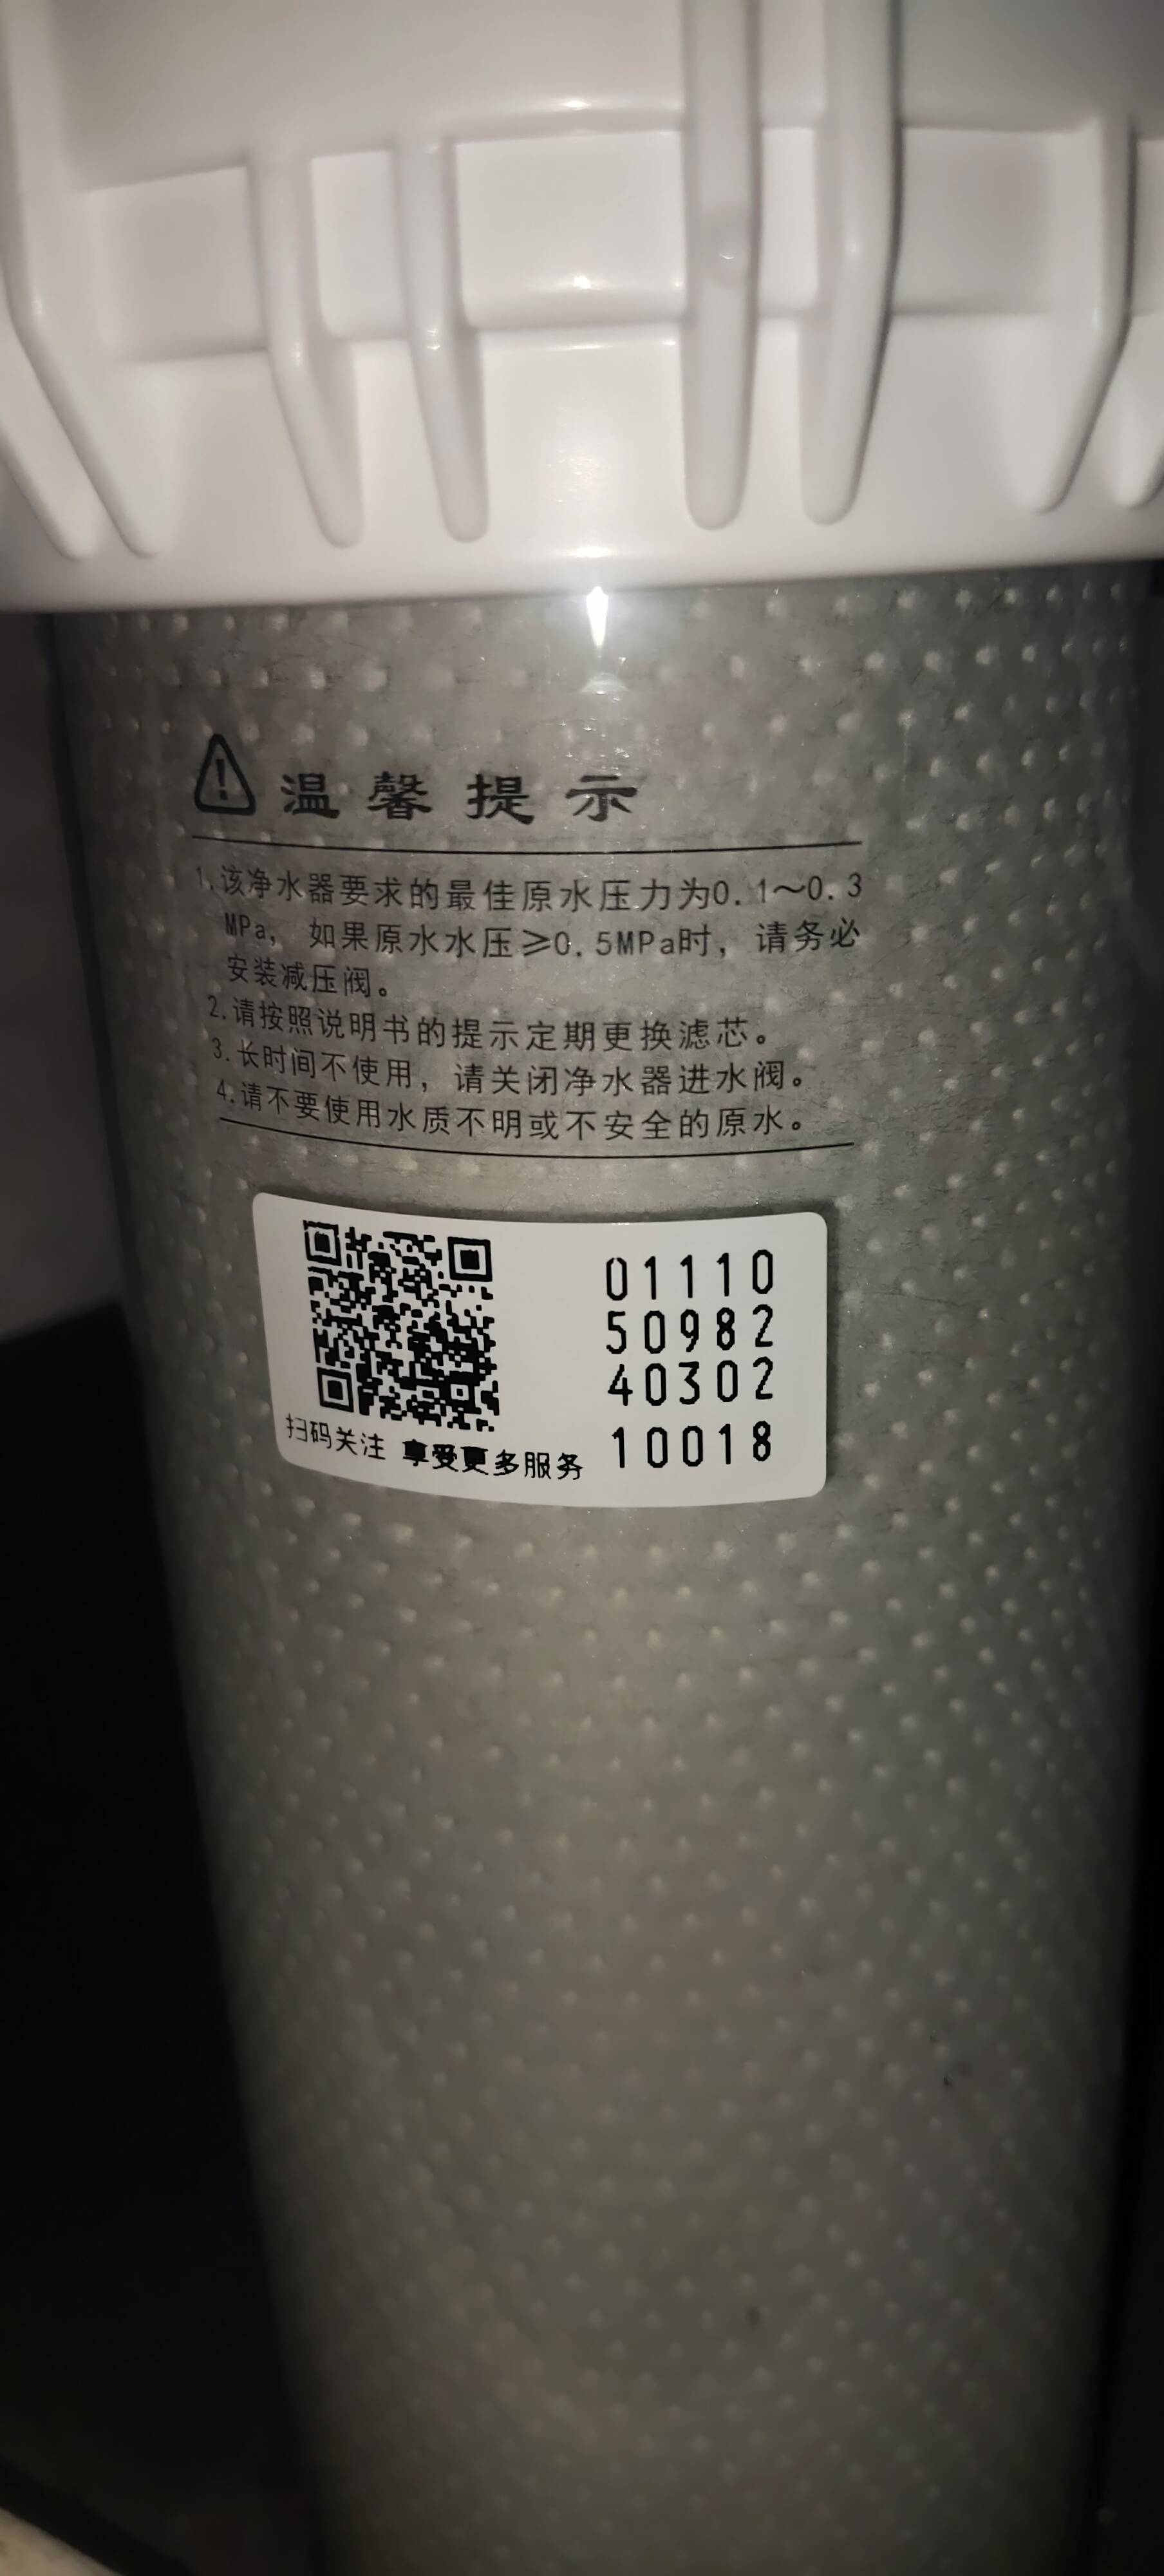 温馨提示
1.该净水器要求的最佳原水压力为0.1～0.3
MPa，如果原水水压≥0.5MPa时，请务必
安装减压阀。
2.请按照说明书的提示定期更换滤芯。
3.长时间不使用，请关闭净水器进水阀。
4.请不要使用水质不明或不安全的原水。
01110
50982
40302
10018
扫码关注 享受更多服务